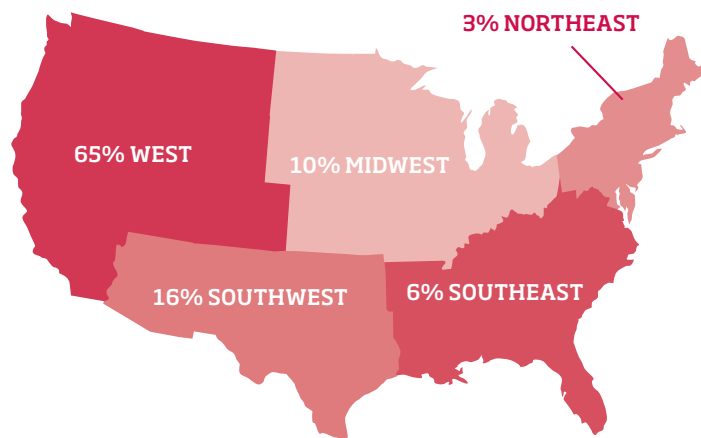 3% NORTHEAST
65% WEST
10% MIDWEST
16% SOUTHWEST
6% SOUTHEAST